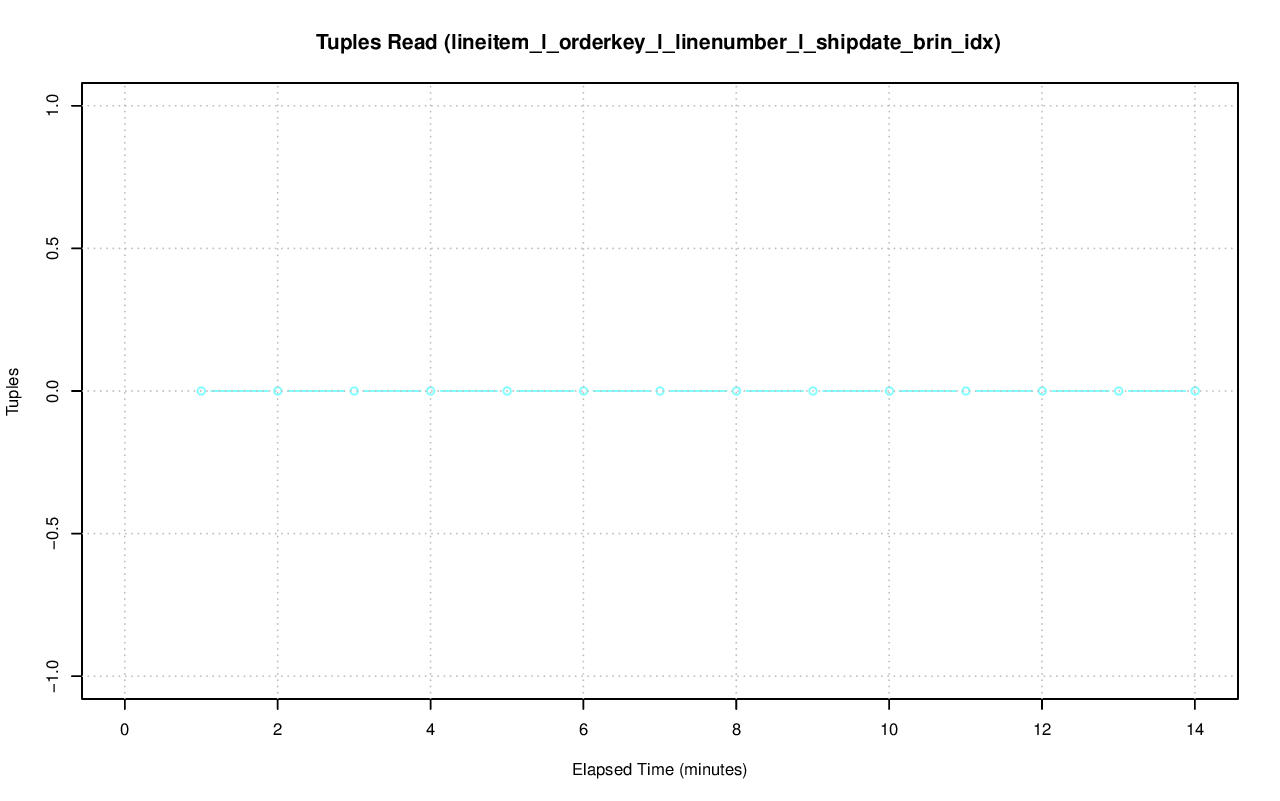 Tuples Read (lineitem_l_orderkey_l_linenumber_l_shipdate_brin_idx)
1.0
0.5
0.0
−0.5
−1.0
Tuples
0 2 4 6 8 10 12 14
Elapsed Time (minutes)